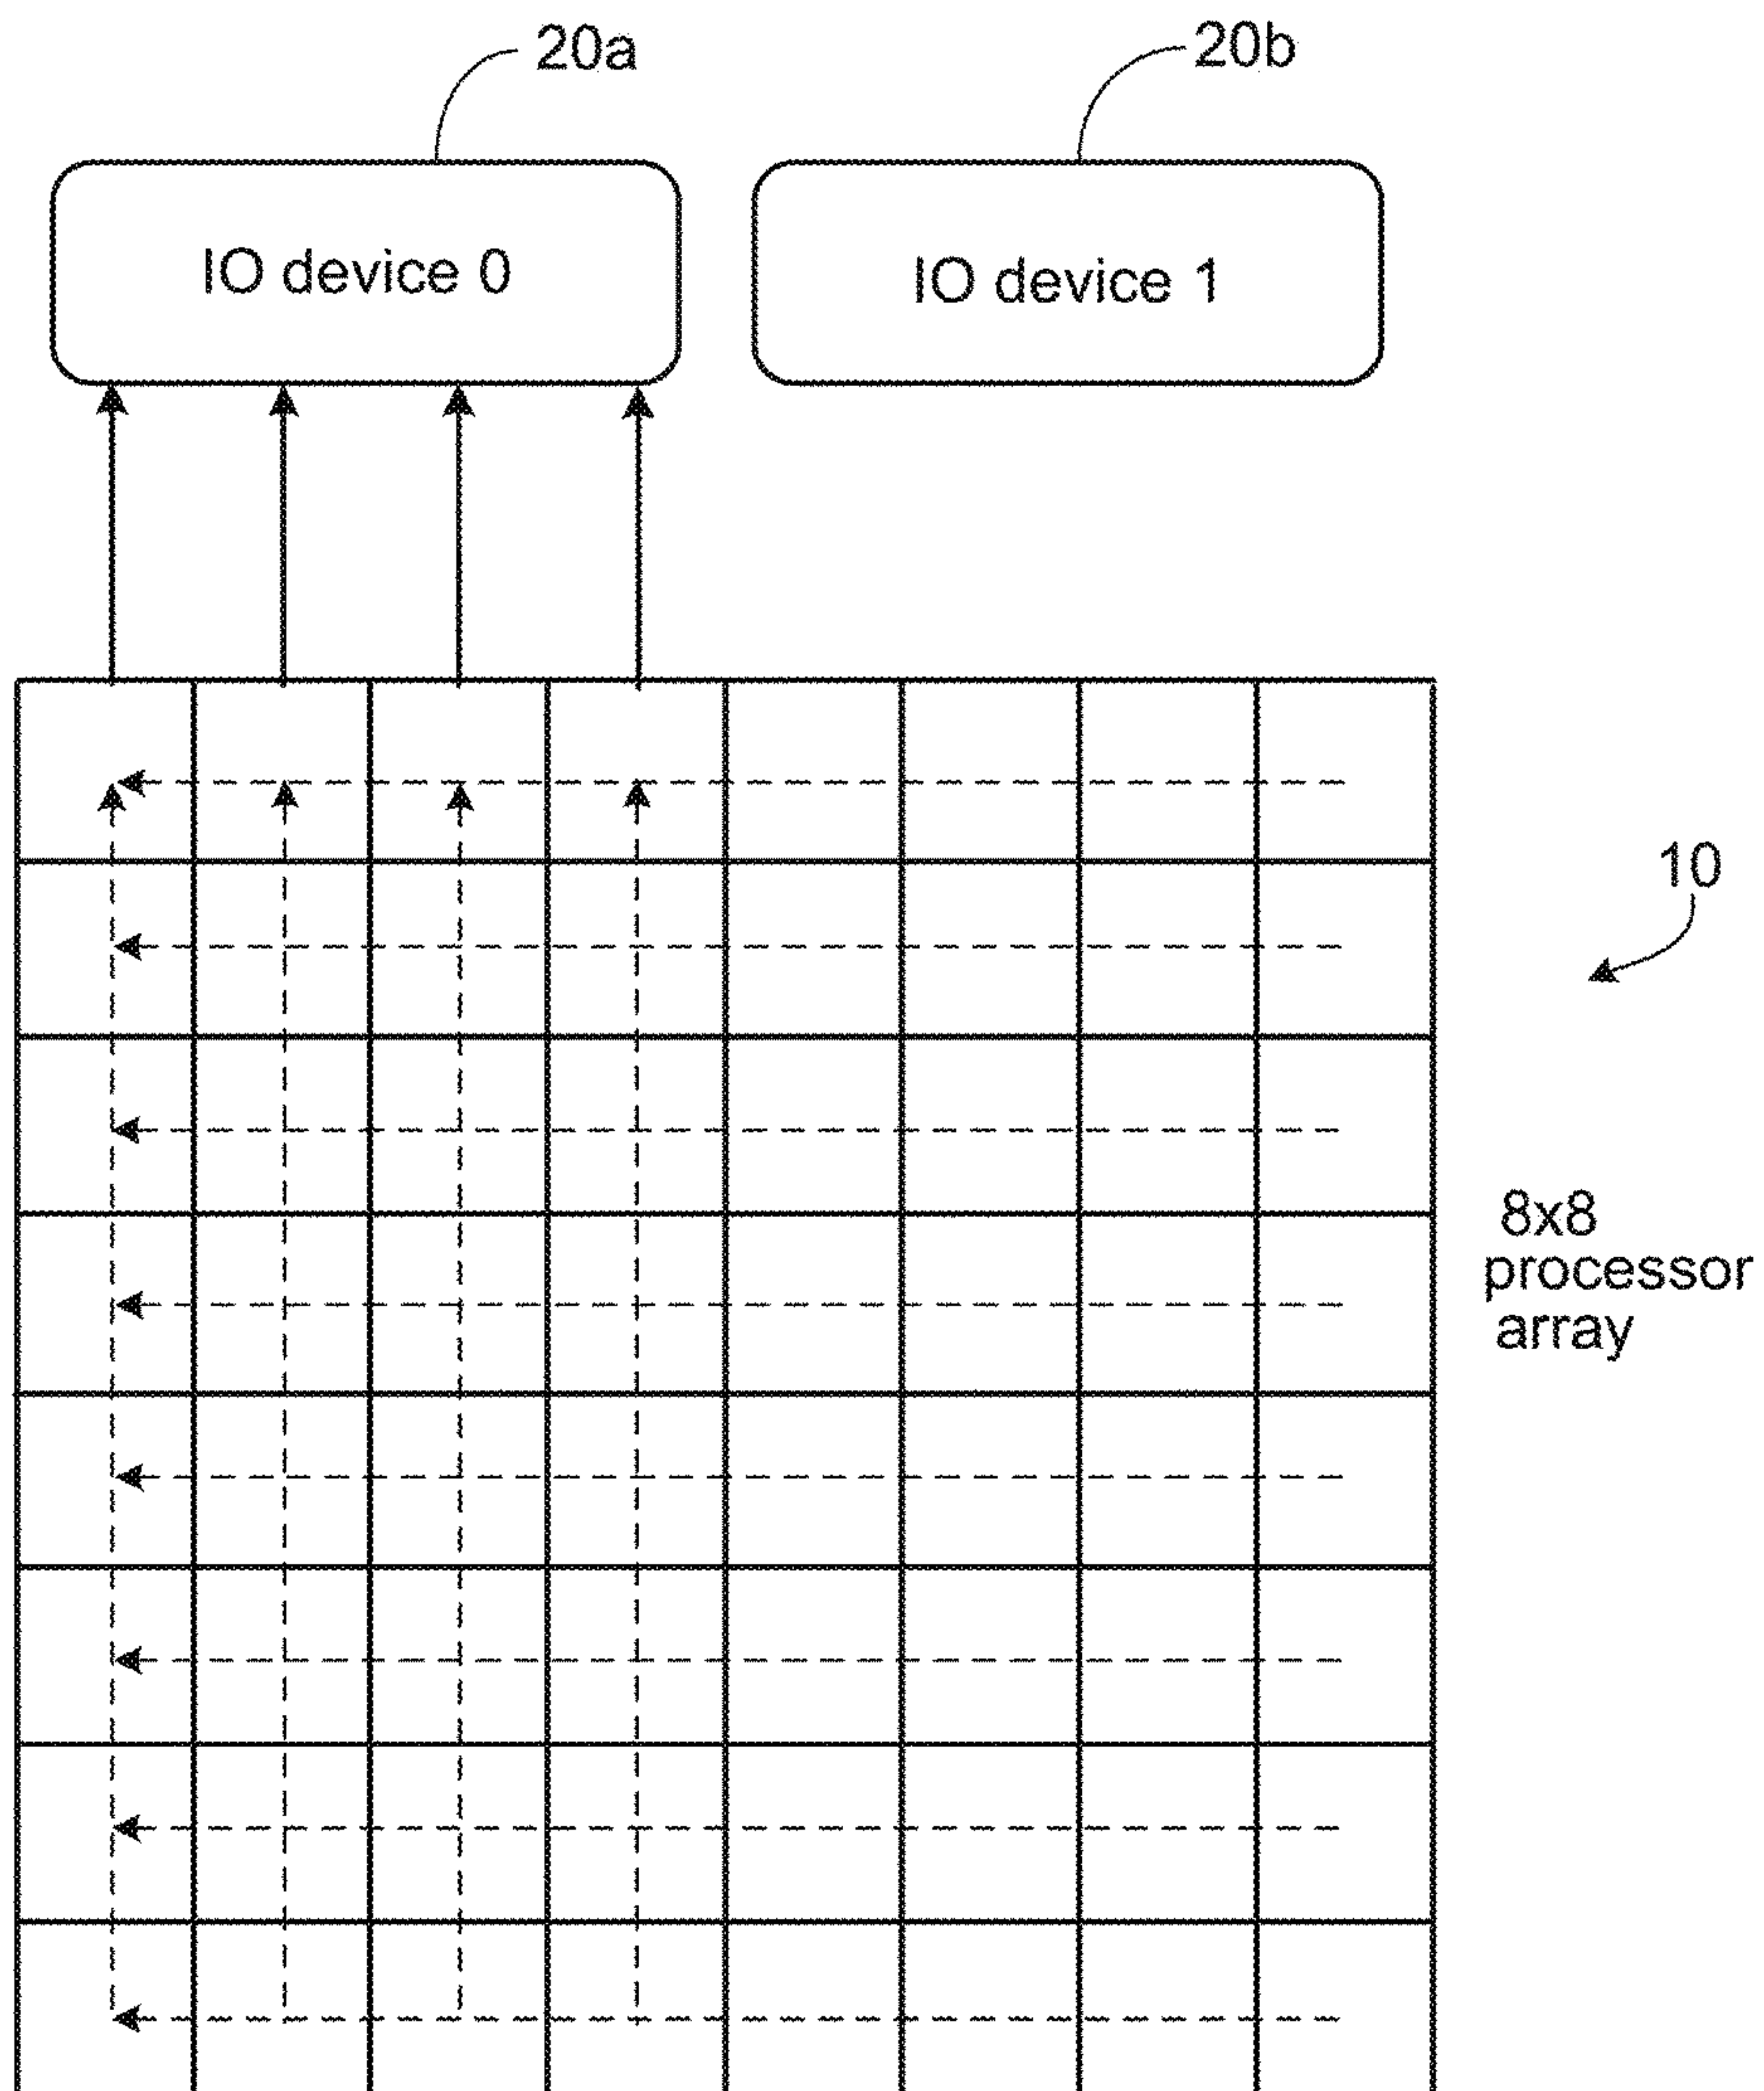 20a
20b
IO device 0
IO device 1
10
8x8
processor
array